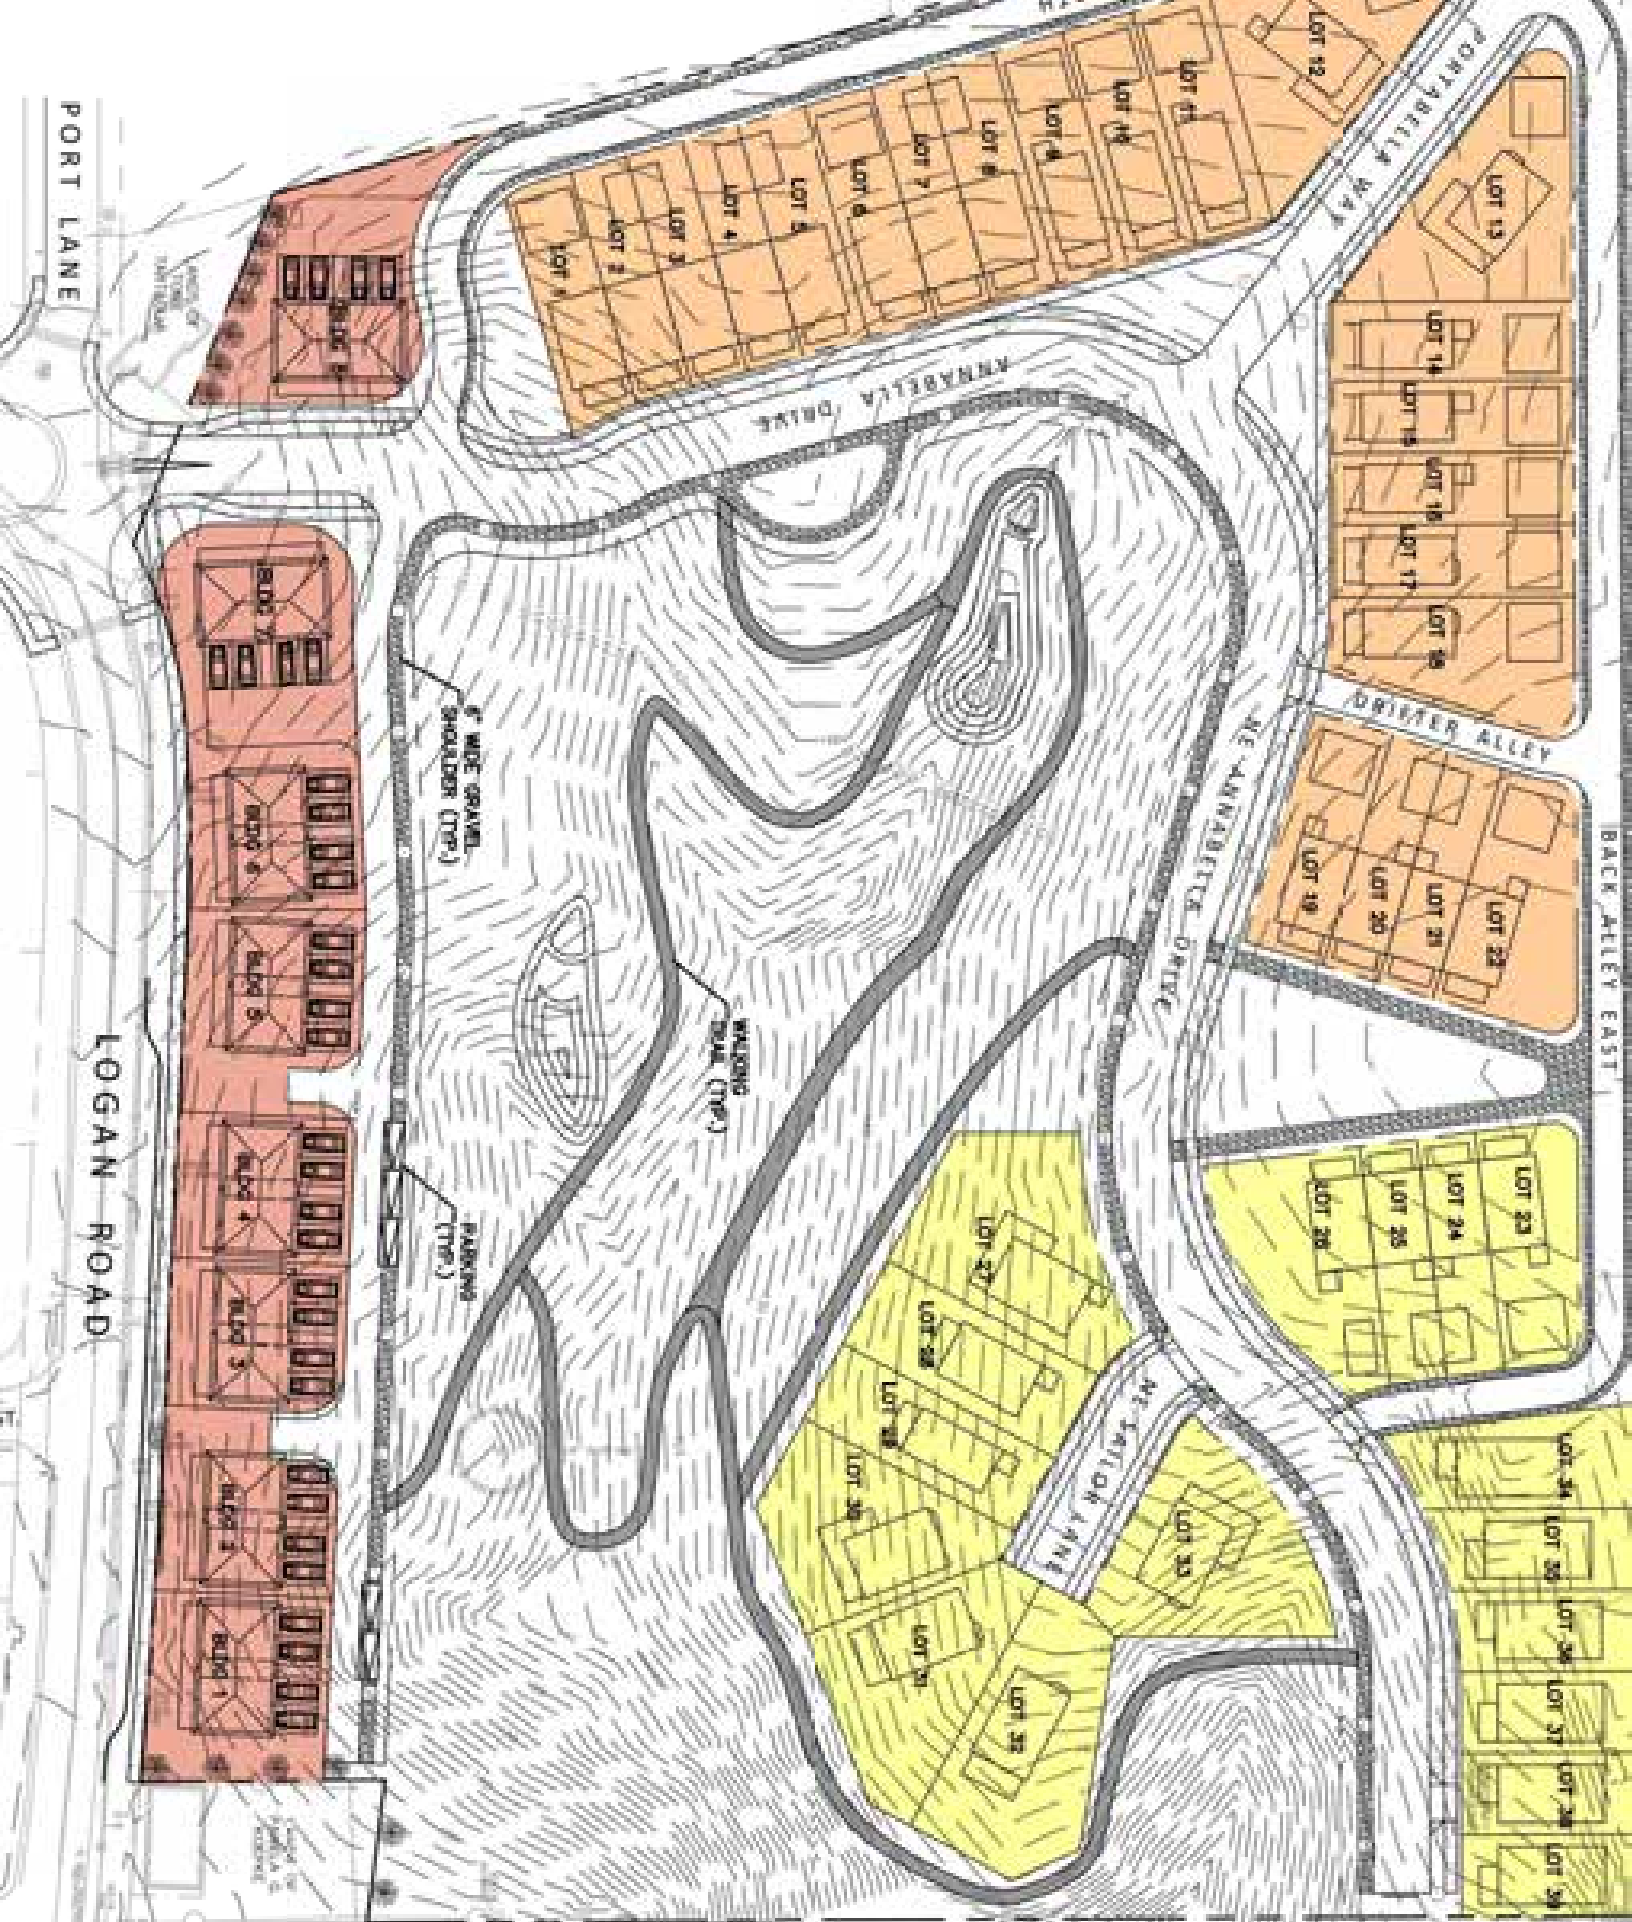 PORT LANE
LOGAN ROAD
ANNABELLA DRIVE
NE ANNABELLA DRIVE
PORTABELLA WAY
DRIFTER ALLEY
BACK ALLEY EAST
NE SAILOR LANE
6' WIDE GRAVEL
SHOULDER (TYP.)
WALKING
TRAIL (TYP.)
PARKING
(TYP.)
BLDG 8
BLDG 7
BLDG 6
BLDG 5
BLDG 4
BLDG 3
BLDG 2
BLDG 1
LOT 1
LOT 2
LOT 3
LOT 4
LOT 5
LOT 6
LOT 7
LOT 8
LOT 9
LOT 10
LOT 11
LOT 12
LOT 13
LOT 14
LOT 15
LOT 16
LOT 17
LOT 18
LOT 19
LOT 20
LOT 21
LOT 22
LOT 23
LOT 24
LOT 25
LOT 26
LOT 27
LOT 28
LOT 29
LOT 30
LOT 31
LOT 32
LOT 33
LOT 34
LOT 35
LOT 36
LOT 37
LOT 38
LOT 39